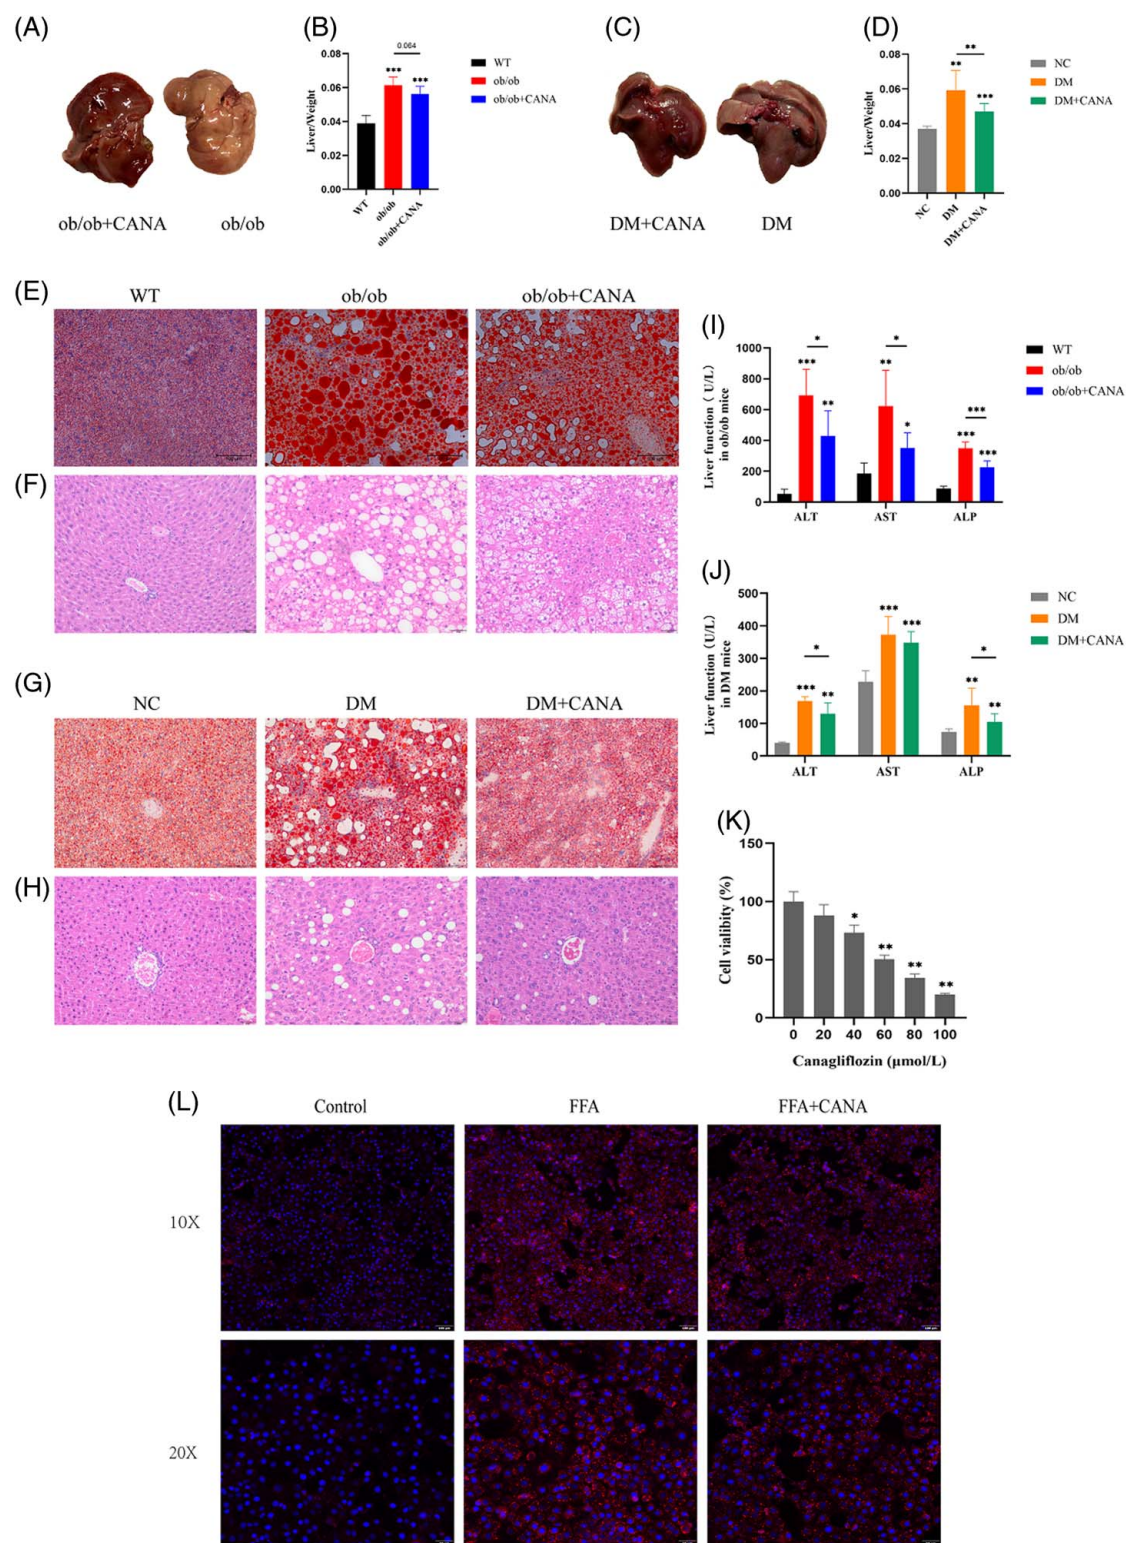 (A)
ob/ob+CANA
ob/ob
(B)
0.064
***
***
Liver/Weight
0.08
0.06
0.04
0.02
0.00
WT
ob/ob
ob/ob+CANA
WT
ob/ob
ob/ob+CANA
(C)
DM+CANA
DM
(D)
**
**
***
Liver/Weight
0.08
0.06
0.04
0.02
0.00
NC
DM
DM+CANA
NC
DM
DM+CANA
(E)
WT
ob/ob
ob/ob+CANA
(F)
(G)
NC
DM
DM+CANA
(H)
(I)
Liver function ( U/L)
in ob/ob mice
1000
800
600
400
200
0
*
***
**
*
**
*
***
***
***
ALT
AST
ALP
WT
ob/ob
ob/ob+CANA
(J)
Liver function (U/L)
in DM mice
500
400
300
200
100
0
*
***
**
***
***
*
**
**
ALT
AST
ALP
NC
DM
DM+CANA
(K)
Cell vialibity (%)
150
100
50
0
*
**
**
**
0 20 40 60 80 100
Canagliflozin (μmol/L)
(L)
Control
FFA
FFA+CANA
10X
20X